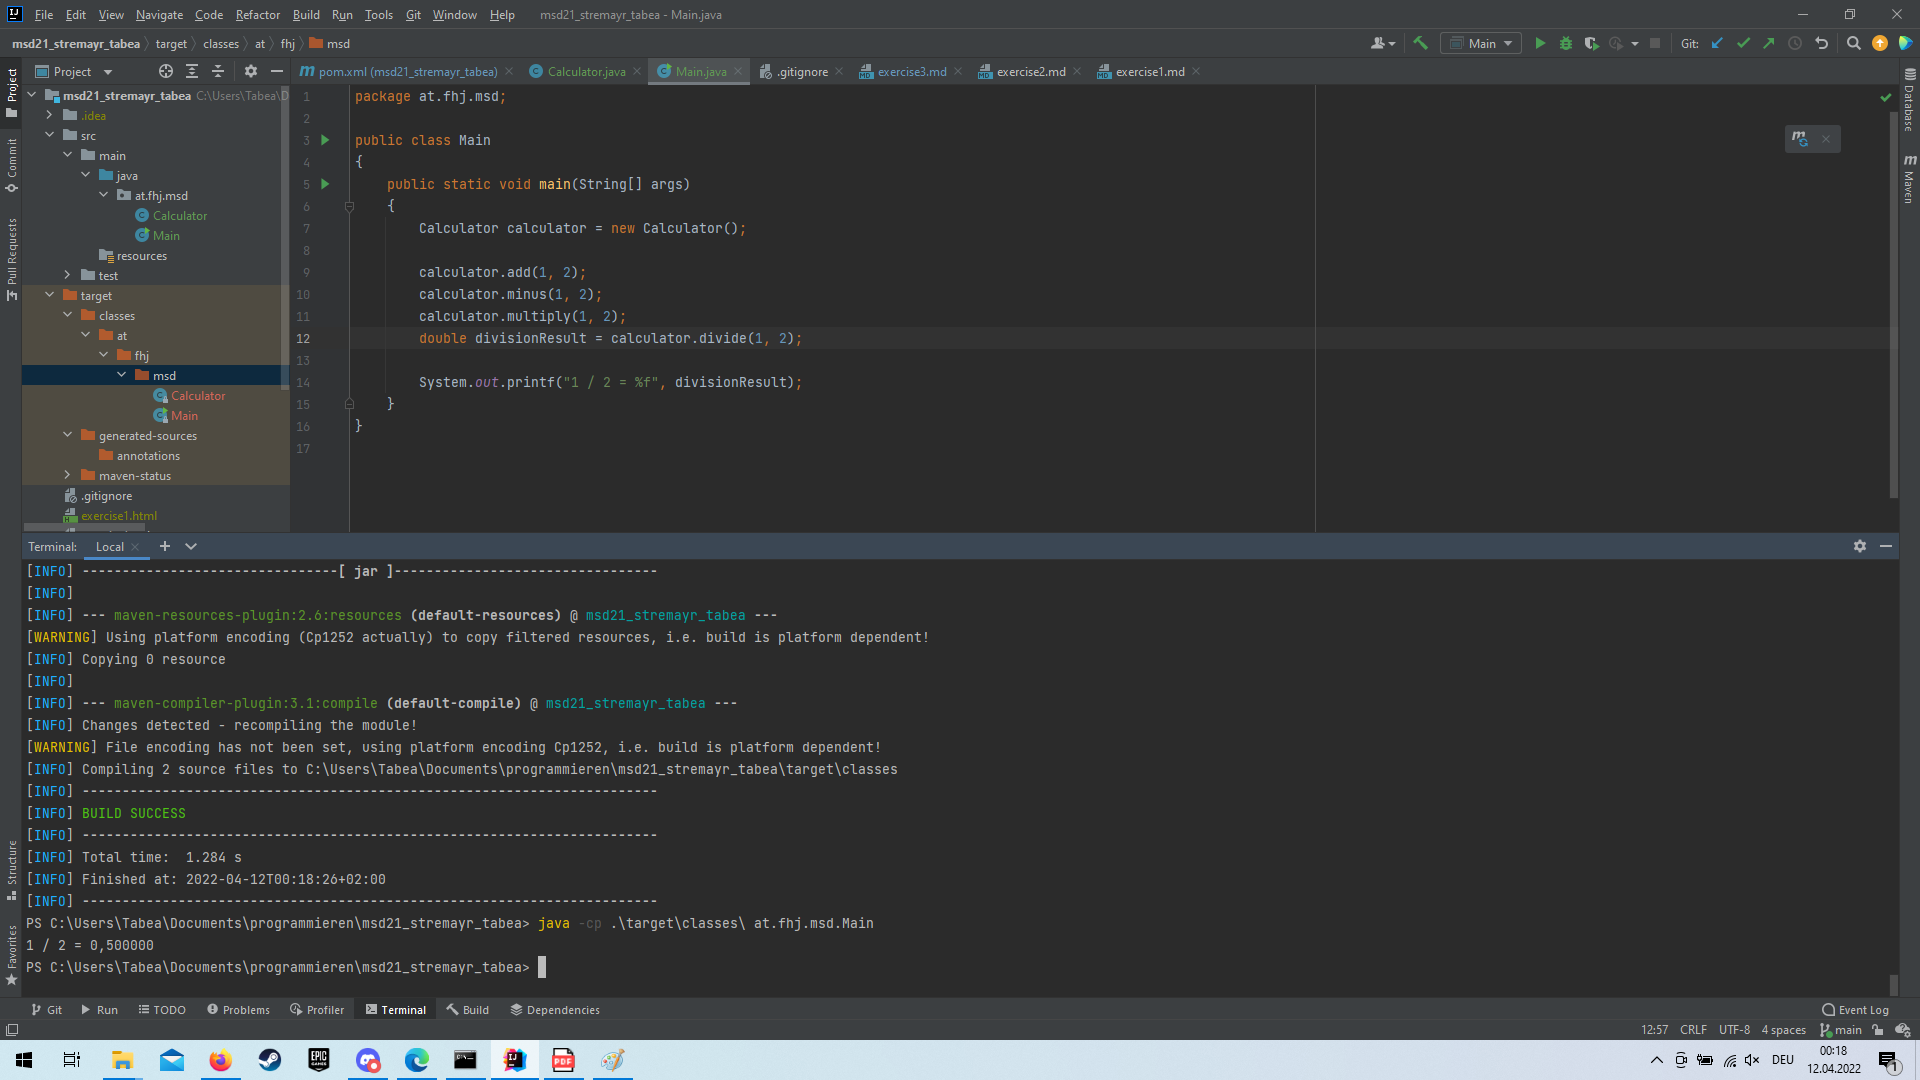 File Edit View Navigate Code Refactor Build Run Tools Git Window Help msd21_stremayr_tabea - Main.java
msd21_stremayr_tabea target classes at fhj msd Main Git:
Project pom.xml (msd21_stremayr_tabea) Calculator.java Main.java .gitignore exercise3.md exercise2.md exercise1.md
Project
Commit
Pull Requests
Structure
Favorites
Database
Maven
msd21_stremayr_tabea C:\Users\Tabea\D
.idea
src
main
java
at.fhj.msd
Calculator
Main
resources
test
target
classes
at
fhj
msd
Calculator
Main
generated-sources
annotations
maven-status
.gitignore
exercise1.html
1 package at.fhj.msd;
2
3 public class Main
4 {
5 public static void main(String[] args)
6 {
7 Calculator calculator = new Calculator();
8
9 calculator.add(1, 2);
10 calculator.minus(1, 2);
11 calculator.multiply(1, 2);
12 double divisionResult = calculator.divide(1, 2);
13
14 System.out.printf("1 / 2 = %f", divisionResult);
15 }
16 }
17
Terminal: Local
[INFO] --------------------------------[ jar ]---------------------------------
[INFO]
[INFO] --- maven-resources-plugin:2.6:resources (default-resources) @ msd21_stremayr_tabea ---
[WARNING] Using platform encoding (Cp1252 actually) to copy filtered resources, i.e. build is platform dependent!
[INFO] Copying 0 resource
[INFO]
[INFO] --- maven-compiler-plugin:3.1:compile (default-compile) @ msd21_stremayr_tabea ---
[INFO] Changes detected - recompiling the module!
[WARNING] File encoding has not been set, using platform encoding Cp1252, i.e. build is platform dependent!
[INFO] Compiling 2 source files to C:\Users\Tabea\Documents\programmieren\msd21_stremayr_tabea\target\classes
[INFO] ------------------------------------------------------------------------
[INFO] BUILD SUCCESS
[INFO] ------------------------------------------------------------------------
[INFO] Total time:  1.284 s
[INFO] Finished at: 2022-04-12T00:18:26+02:00
[INFO] ------------------------------------------------------------------------
PS C:\Users\Tabea\Documents\programmieren\msd21_stremayr_tabea> java -cp .\target\classes\ at.fhj.msd.Main
1 / 2 = 0,500000
PS C:\Users\Tabea\Documents\programmieren\msd21_stremayr_tabea>
Git Run TODO Problems Profiler Terminal Build Dependencies Event Log
12:57 CRLF UTF-8 4 spaces main
DEU 00:18
12.04.2022